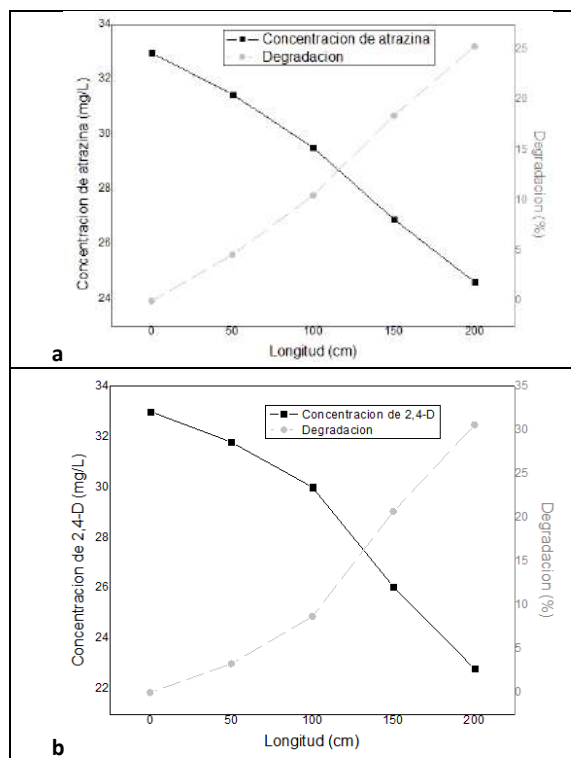 34
32
30
28
26
24
Concentracion de atrazina (mg/L)
Concentracion de atrazina
Degradacion
25
20
15
10
5
0
Degradacion (%)
0 50 100 150 200
Longitud (cm)
a
34
32
30
28
26
24
22
Concentracion de 2,4-D (mg/L)
Concentracion de 2,4-D
Degradacion
35
30
25
20
15
10
5
0
Degradacion (%)
0 50 100 150 200
Longitud (cm)
b